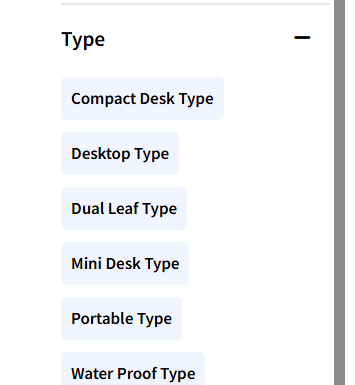 Type
Compact Desk Type
Desktop Type
Dual Leaf Type
Mini Desk Type
Portable Type
Water Proof Type